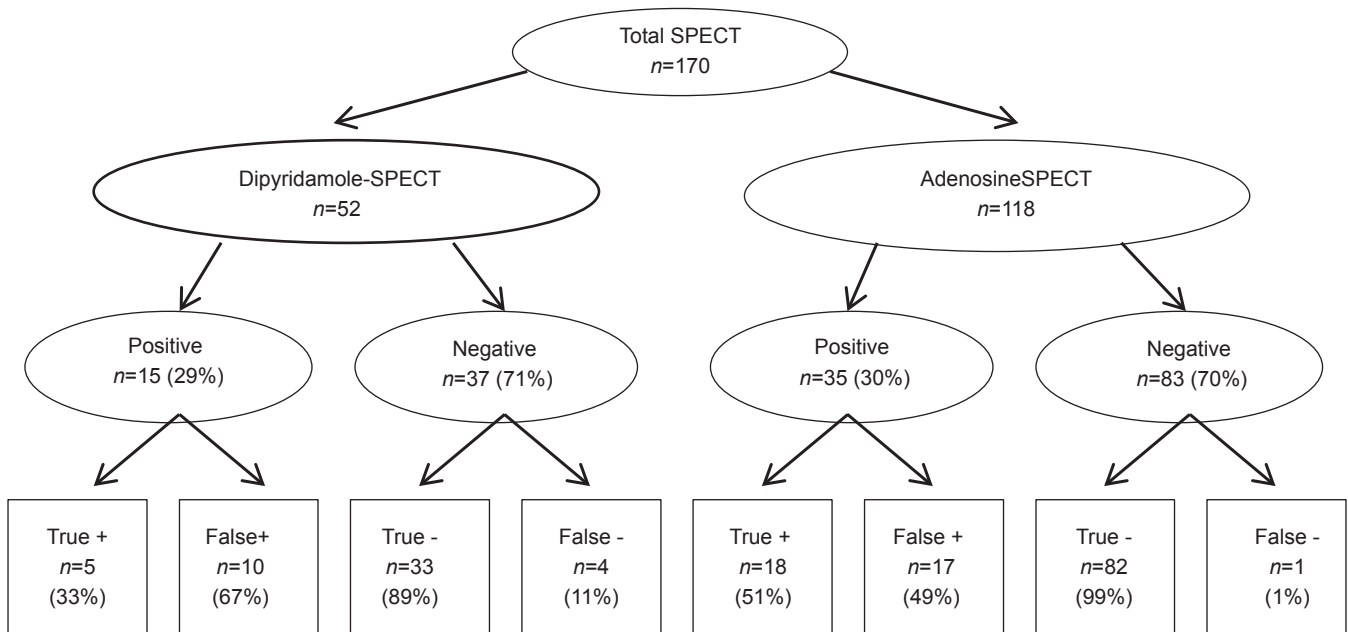 Total SPECT
n=170
Dipyridamole-SPECT
n=52
AdenosineSPECT
n=118
Positive
n=15 (29%)
Negative
n=37 (71%)
Positive
n=35 (30%)
Negative
n=83 (70%)
True +
n=5
(33%)
False+
n=10
(67%)
True -
n=33
(89%)
False -
n=4
(11%)
True +
n=18
(51%)
False +
n=17
(49%)
True -
n=82
(99%)
False -
n=1
(1%)